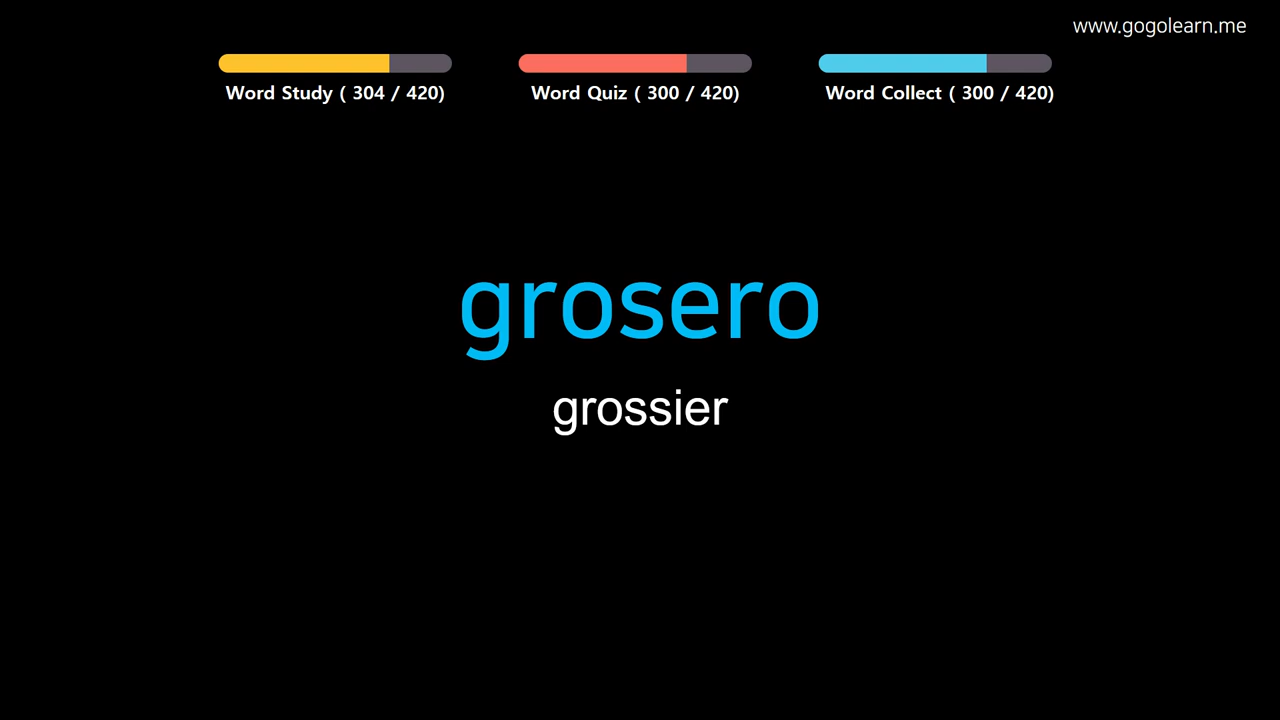 www.gogolearn.me
Word Study ( 304 / 420)
Word Quiz ( 300 / 420)
Word Collect ( 300 / 420)
grosero
grossier